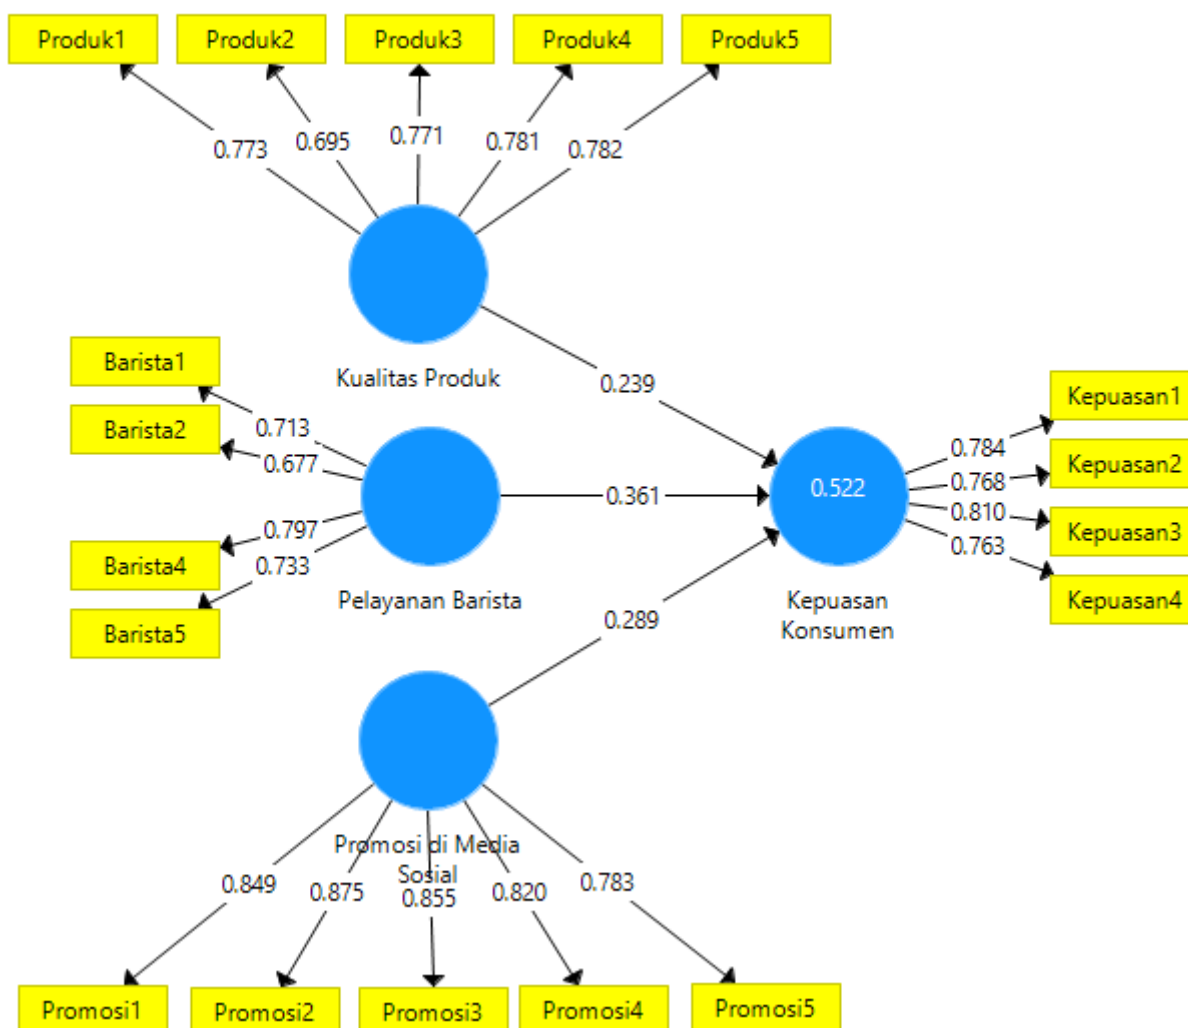 Produk1
Produk2
Produk3
Produk4
Produk5
0.773
0.695
0.771
0.781
0.782
Kualitas Produk
0.239
Barista1
Barista2
Barista4
Barista5
0.713
0.677
0.797
0.733
Pelayanan Barista
0.361
0.522
Kepuasan
Konsumen
0.784
0.768
0.810
0.763
Kepuasan1
Kepuasan2
Kepuasan3
Kepuasan4
0.289
Promosi di Media
Sosial
0.849
0.875
0.855
0.820
0.783
Promosi1
Promosi2
Promosi3
Promosi4
Promosi5